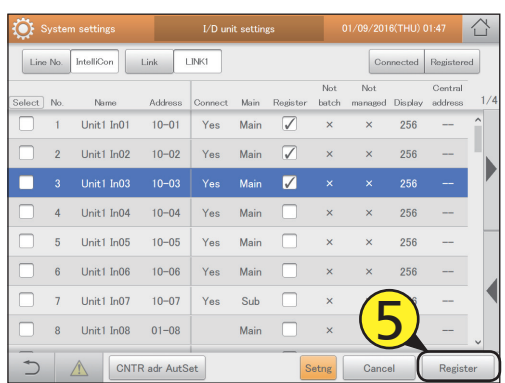 System settings I/D unit settings 01/09/2016(THU) 01:47
Line No. IntelliCon Link LINK1 Connected Registered
Not Not Central
Select No. Name Address Connect Main Register batch managed Display address 1/4
1 Unit1 In01 10-01 Yes Main ✓ × × 256 --
2 Unit1 In02 10-02 Yes Main ✓ × × 256 --
3 Unit1 In03 10-03 Yes Main ✓ × × 256 --
4 Unit1 In04 10-04 Yes Main × × 256 --
5 Unit1 In05 10-05 Yes Main × × 256 --
6 Unit1 In06 10-06 Yes Main × × 256 --
7 Unit1 In07 10-07 Yes Sub × × 256 --
8 Unit1 In08 01-08 Main × --
5
CNTR adr AutSet Setng Cancel Register